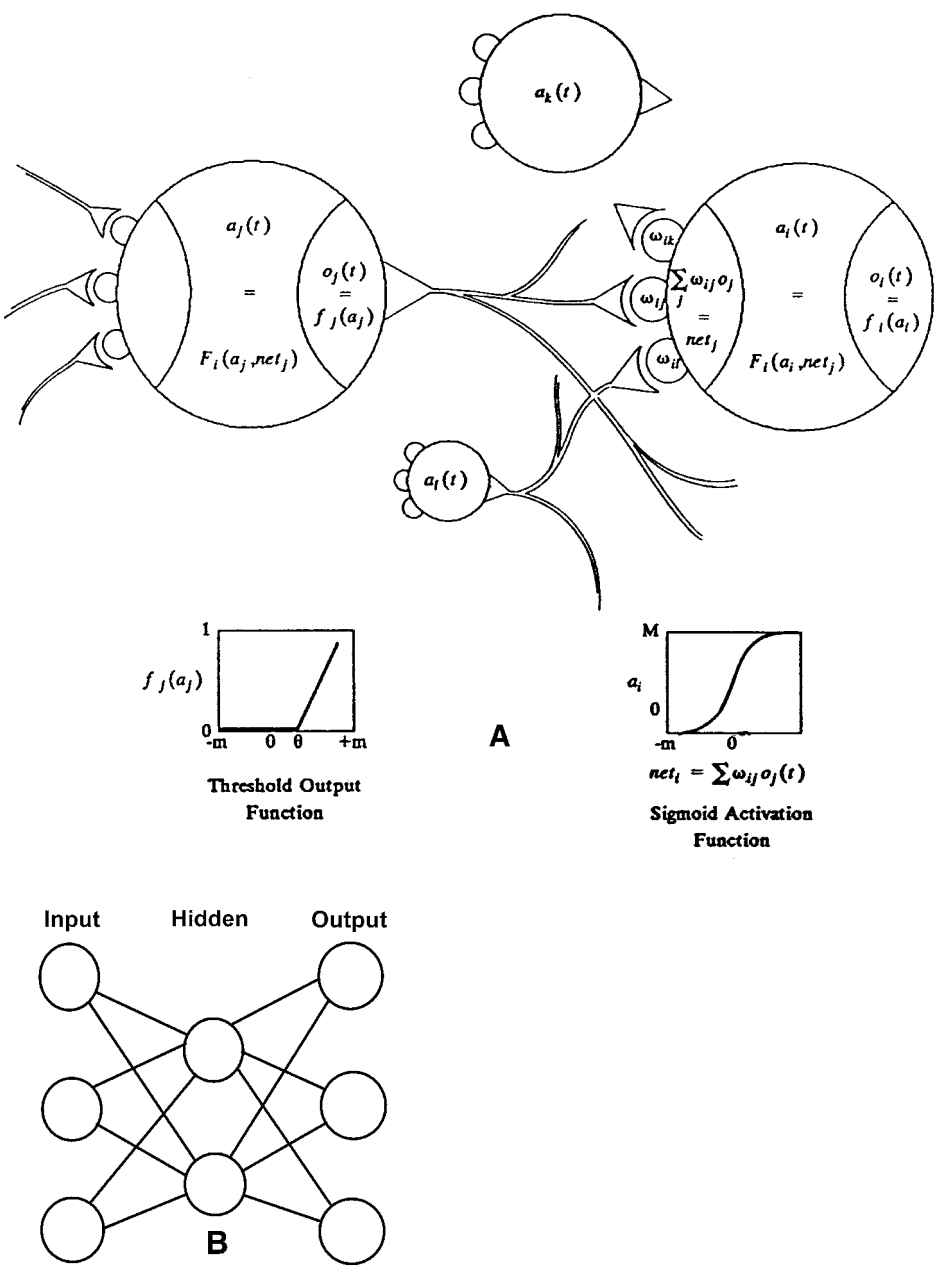 a_k(t)
a_j(t)
=
F_i(a_j, net_j)
o_j(t)
=
f_j(a_j)
ω_ik
ω_ij
ω_il
∑_j ω_ij o_j
=
net_j
a_i(t)
=
F_i(a_i, net_j)
o_i(t)
=
f_i(a_i)
a_l(t)
1
f_j(a_j)
0
-m 0 θ +m
Threshold Output
Function
A
M
a_i
0
-m 0
net_i = ∑ω_ij o_j(t)
Sigmoid Activation
Function
Input Hidden Output
B